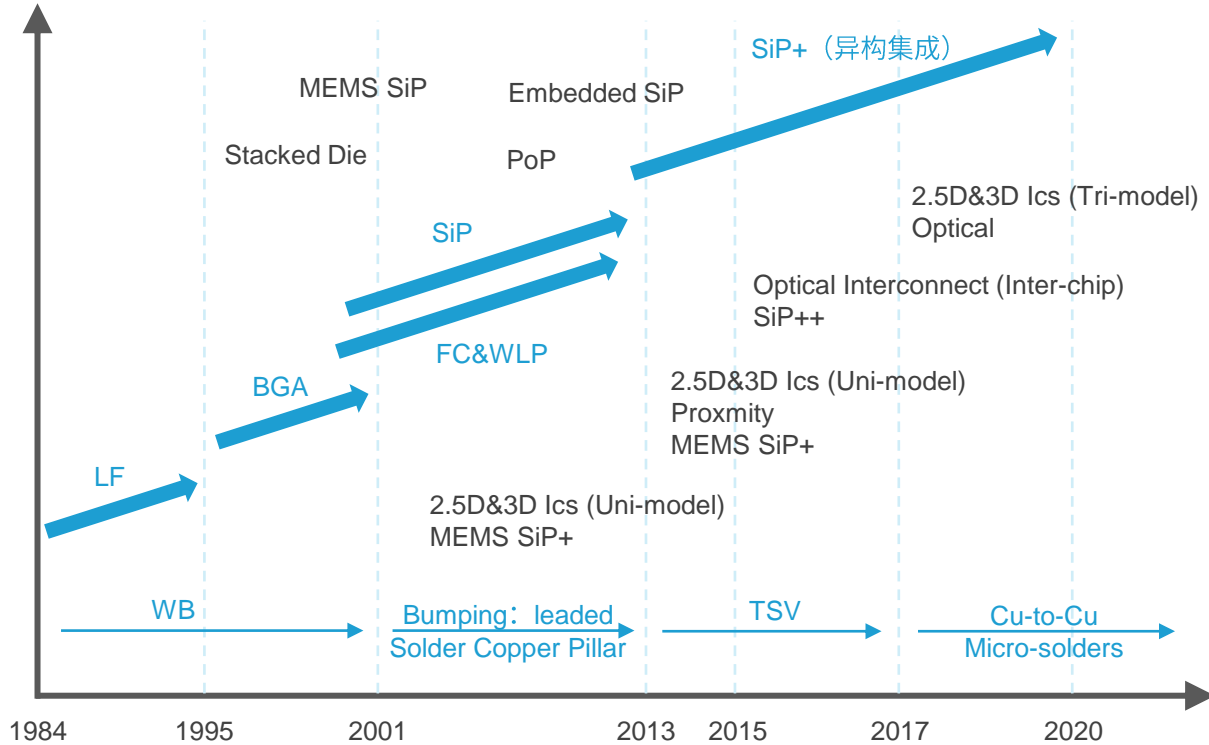 SiP+（异构集成）
MEMS SiP
Embedded SiP
Stacked Die
PoP
2.5D&3D Ics (Tri-model)
Optical
SiP
Optical Interconnect (Inter-chip)
SiP++
FC&WLP
BGA
2.5D&3D Ics (Uni-model)
Proxmity
MEMS SiP+
LF
2.5D&3D Ics (Uni-model)
MEMS SiP+
WB
Bumping：leaded
Solder Copper Pillar
TSV
Cu-to-Cu
Micro-solders
1984 1995 2001 2013 2015 2017 2020